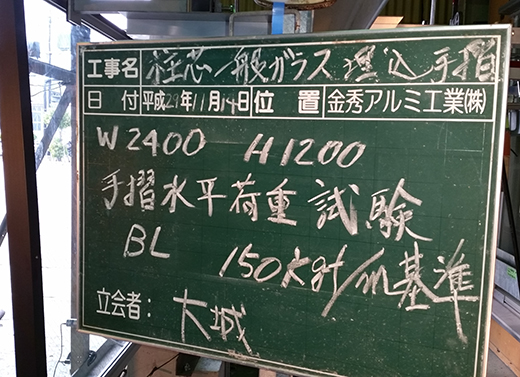 工事名 柱芯一般ガラス埋込手摺
日付 平成29年11月14日 位置 金秀アルミ工業㈱
W2400 H1200
手摺水平荷重試験
BL 150kgf/m基準
立会者: 大城